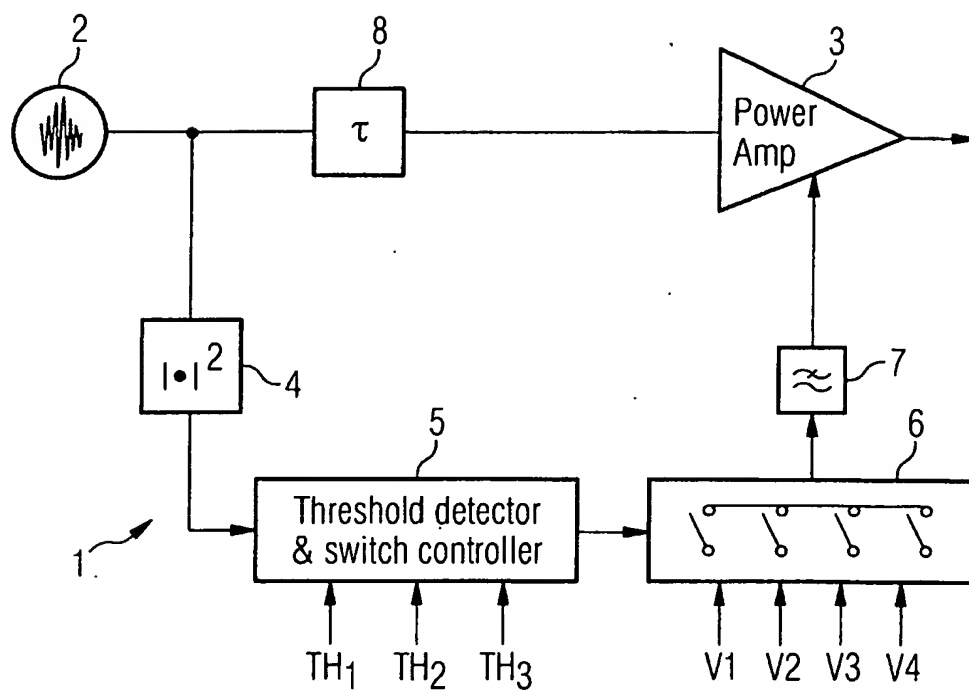 2
8
3
τ
Power
Amp
|•|²
4
7
5
6
Threshold detector
& switch controller
1
TH₁ TH₂ TH₃
V1 V2 V3 V4